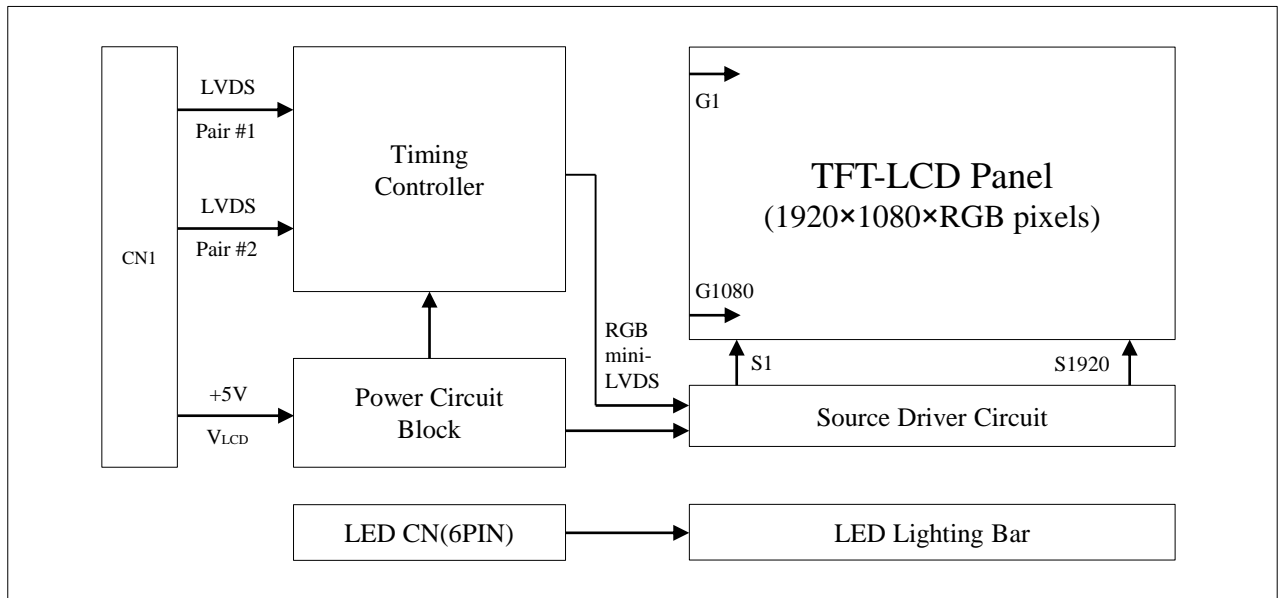 CN1
LVDS
Pair #1
LVDS
Pair #2
+5V
VLCD
Timing
Controller
Power Circuit
Block
RGB
mini-
LVDS
G1
TFT-LCD Panel
(1920×1080×RGB pixels)
G1080
S1
S1920
Source Driver Circuit
LED CN(6PIN)
LED Lighting Bar